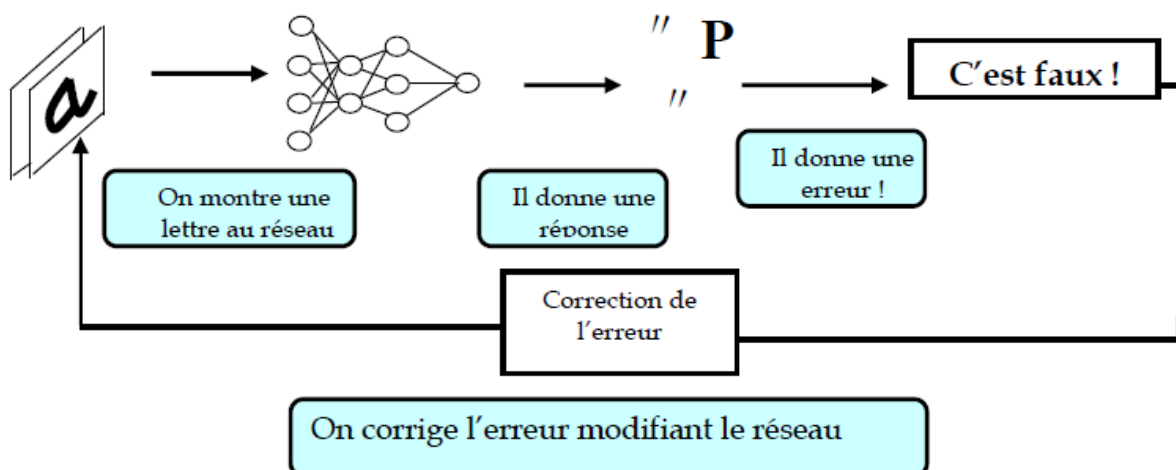 a
" P
"
C'est faux !
On montre une
lettre au réseau
Il donne une
réponse
Il donne une
erreur !
Correction de
l'erreur
On corrige l'erreur modifiant le réseau